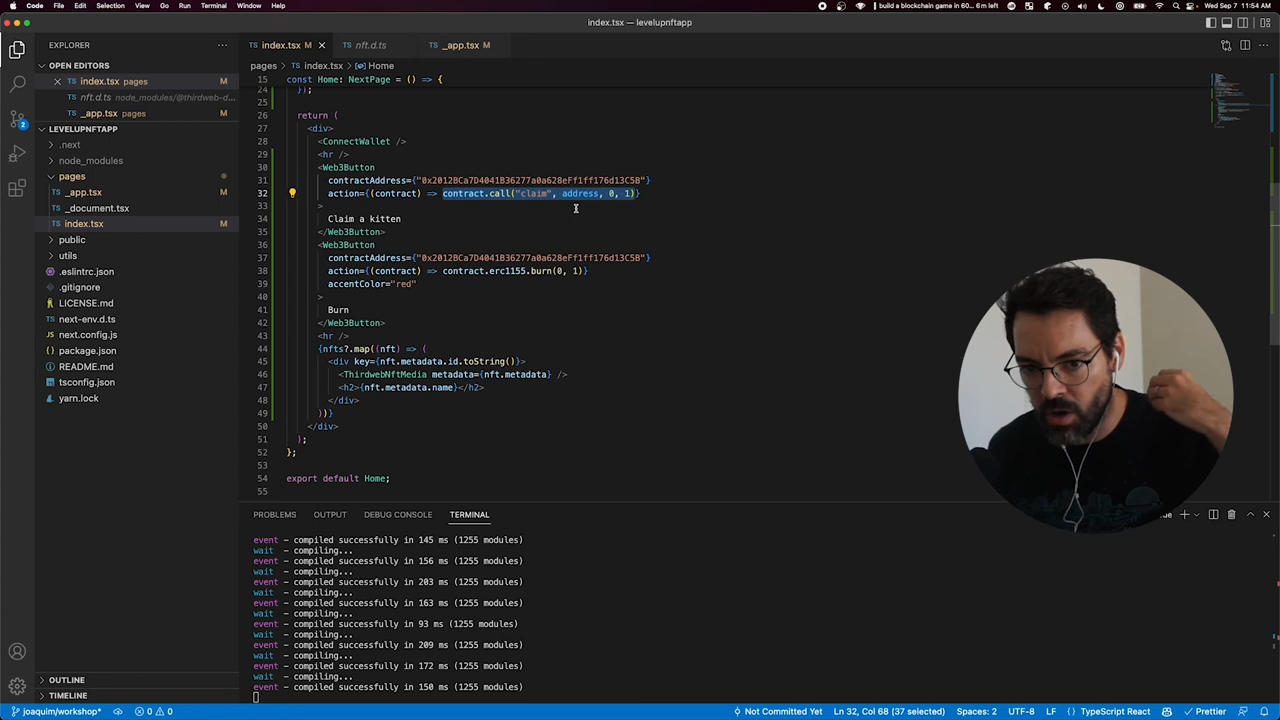 Code File Edit Selection View Go Run Terminal Window Help
build a blockchain game in 60... 6m left
Wed Sep 7 11:54 AM
index.tsx — levelupnftapp
EXPLORER
OPEN EDITORS
index.tsx pages M
nft.d.ts node_modules/@thirdweb-d...
_app.tsx pages M
LEVELUPNFTAPP
.next
node_modules
pages
_app.tsx M
_document.tsx
index.tsx M
public
utils
.eslintrc.json
.gitignore
LICENSE.md
next-env.d.ts
next.config.js
package.json
README.md
tsconfig.json
yarn.lock
OUTLINE
TIMELINE
index.tsx M
nft.d.ts
_app.tsx M
pages > index.tsx > Home
15 const Home: NextPage = () => {
24 });
25
26 return (
27 <div>
28 <ConnectWallet />
29 <hr />
30 <Web3Button
31 contractAddress={"0x2012BCa7D4041B36277a0a628eFf1ff176d13C5B"}
32 action={(contract) => contract.call("claim", address, 0, 1)}
33 >
34 Claim a kitten
35 </Web3Button>
36 <Web3Button
37 contractAddress={"0x2012BCa7D4041B36277a0a628eFf1ff176d13C5B"}
38 action={(contract) => contract.erc1155.burn(0, 1)}
39 accentColor="red"
40 >
41 Burn
42 </Web3Button>
43 <hr />
44 {nfts?.map((nft) => (
45 <div key={nft.metadata.id.toString()}>
46 <ThirdwebNftMedia metadata={nft.metadata} />
47 <h2>{nft.metadata.name}</h2>
48 </div>
49 ))}
50 </div>
51 );
52 };
53
54 export default Home;
55
PROBLEMS OUTPUT DEBUG CONSOLE TERMINAL
event - compiled successfully in 145 ms (1255 modules)
wait - compiling...
event - compiled successfully in 156 ms (1255 modules)
wait - compiling...
event - compiled successfully in 203 ms (1255 modules)
wait - compiling...
event - compiled successfully in 163 ms (1255 modules)
wait - compiling...
event - compiled successfully in 93 ms (1255 modules)
wait - compiling...
event - compiled successfully in 209 ms (1255 modules)
wait - compiling...
event - compiled successfully in 172 ms (1255 modules)
wait - compiling...
event - compiled successfully in 150 ms (1255 modules)
joaquim/workshop* 0 0 Not Committed Yet Ln 32, Col 68 (37 selected) Spaces: 2 UTF-8 LF TypeScript React Prettier